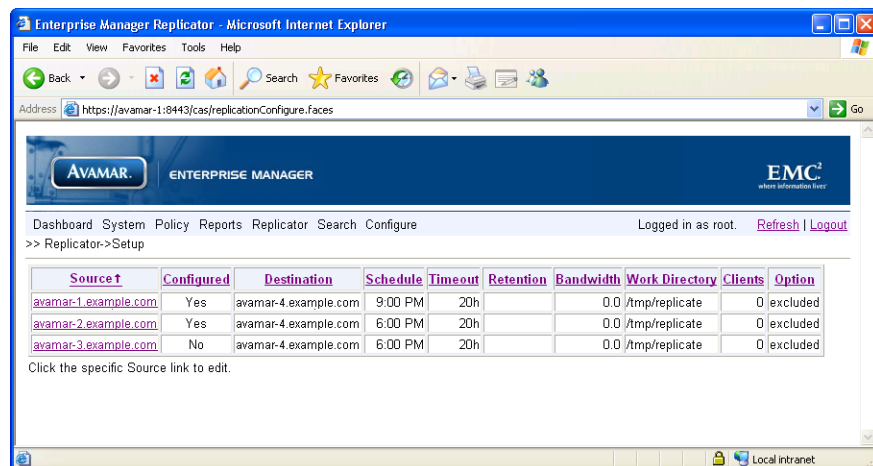 Enterprise Manager Replicator - Microsoft Internet Explorer
File Edit View Favorites Tools Help
Back Search Favorites
Address https://avamar-1:8443/cas/replicationConfigure.faces Go
AVAMAR. ENTERPRISE MANAGER EMC²
where information lives
Dashboard System Policy Reports Replicator Search Configure Logged in as root. Refresh | Logout
>> Replicator->Setup
Source↑ Configured Destination Schedule Timeout Retention Bandwidth Work Directory Clients Option
avamar-1.example.com Yes avamar-4.example.com 9:00 PM 20h 0.0 /tmp/replicate 0 excluded
avamar-2.example.com Yes avamar-4.example.com 6:00 PM 20h 0.0 /tmp/replicate 0 excluded
avamar-3.example.com No avamar-4.example.com 6:00 PM 20h 0.0 /tmp/replicate 0 excluded
Click the specific Source link to edit.
Local intranet